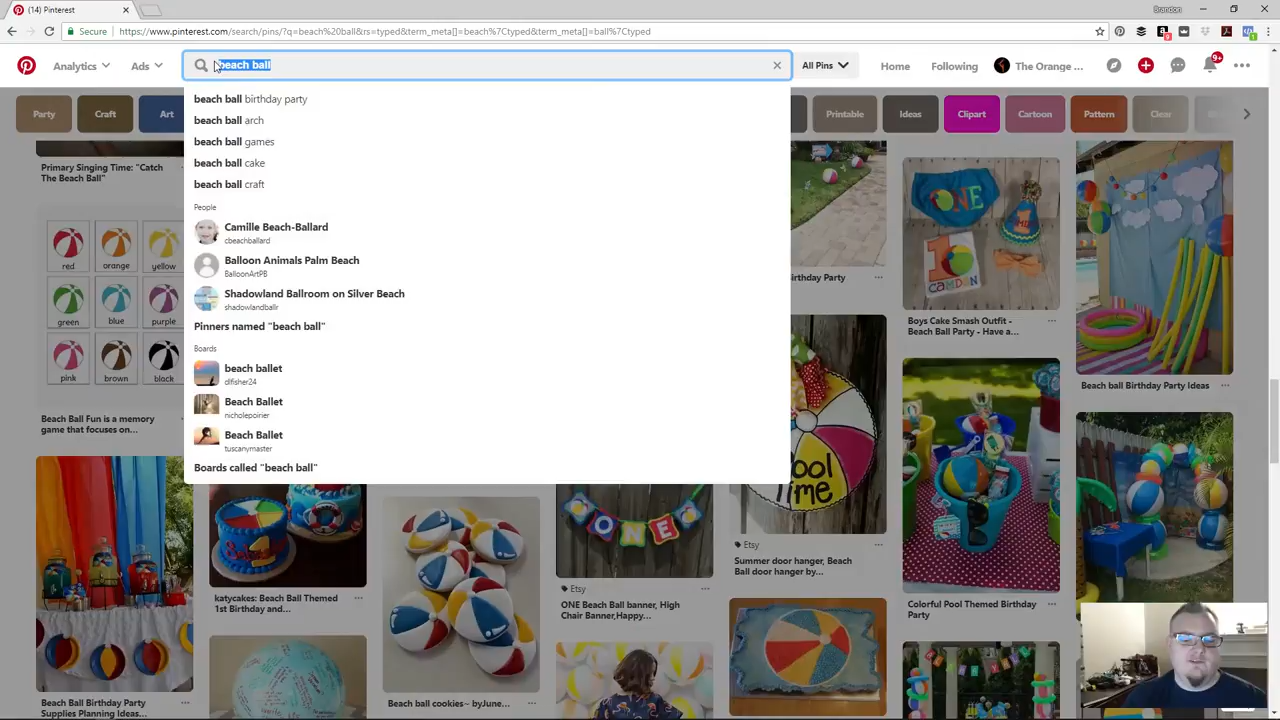 (14) Pinterest
Brandon
Secure
https://www.pinterest.com/search/pins/?q=beach%20ball&rs=typed&term_meta[]=beach%7Ctyped&term_meta[]=ball%7Ctyped
Analytics
Ads
beach ball
All Pins
Home
Following
The Orange ...
9+
Party
Craft
Art
Printable
Ideas
Clipart
Cartoon
Pattern
Clear
beach ball birthday party
beach ball arch
beach ball games
beach ball cake
beach ball craft
People
Camille Beach-Ballard
cbeachballard
Balloon Animals Palm Beach
BalloonArtPB
Shadowland Ballroom on Silver Beach
shadowlandballr
Pinners named "beach ball"
Boards
beach ballet
dlfisher24
Beach Ballet
nicholepoirier
Beach Ballet
tuscanymaster
Boards called "beach ball"
Primary Singing Time: "Catch
The Beach Ball"
red
orange
yellow
green
blue
purple
pink
brown
black
Beach Ball Fun is a memory
game that focuses on...
Beach Ball Birthday Party
Supplies Planning Ideas...
katycakes: Beach Ball Themed
1st Birthday and...
Beach ball cookies~ byJune...
ONE
Etsy
ONE Beach Ball banner, High
Chair Banner,Happy...
Birthday Party
ool
Time
Etsy
Summer door hanger, Beach
Ball door hanger by...
ONE
1
CAMDEN
Boys Cake Smash Outfit -
Beach Ball Party - Have a...
Colorful Pool Themed Birthday
Party
Beach ball Birthday Party Ideas